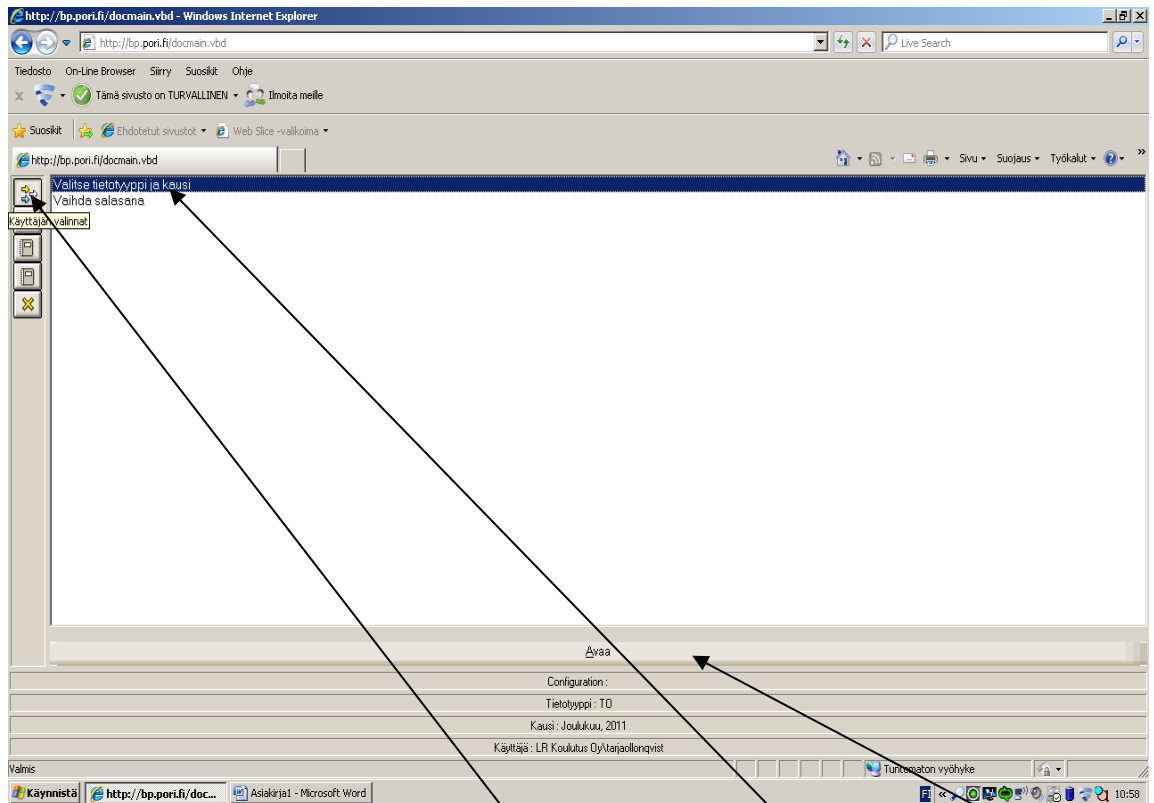 http://bp.pori.fi/docmain.vbd - Windows Internet Explorer
http://bp.pori.fi/docmain.vbd
Live Search
Tiedosto On-Line Browser Siirry Suosikit Ohje
x Tämä sivusto on TURVALLINEN Ilmoita meille
Suosikit Ehdotetut sivustot Web Slice -valikoima
http://bp.pori.fi/docmain.vbd
Sivu Suojaus Työkalut »
Valitse tietotyyppi ja kausi
Vaihda salasana
Käyttäjän valinnat
Avaa
Configuration :
Tietotyyppi : TO
Kausi : Joulukuu, 2011
Käyttäjä : LR Koulutus Oy\tarjaollonqvist
Valmis
Tuntematon vyöhyke
Käynnistä http://bp.pori.fi/doc... Asiakirja1 - Microsoft Word FI « 10:58